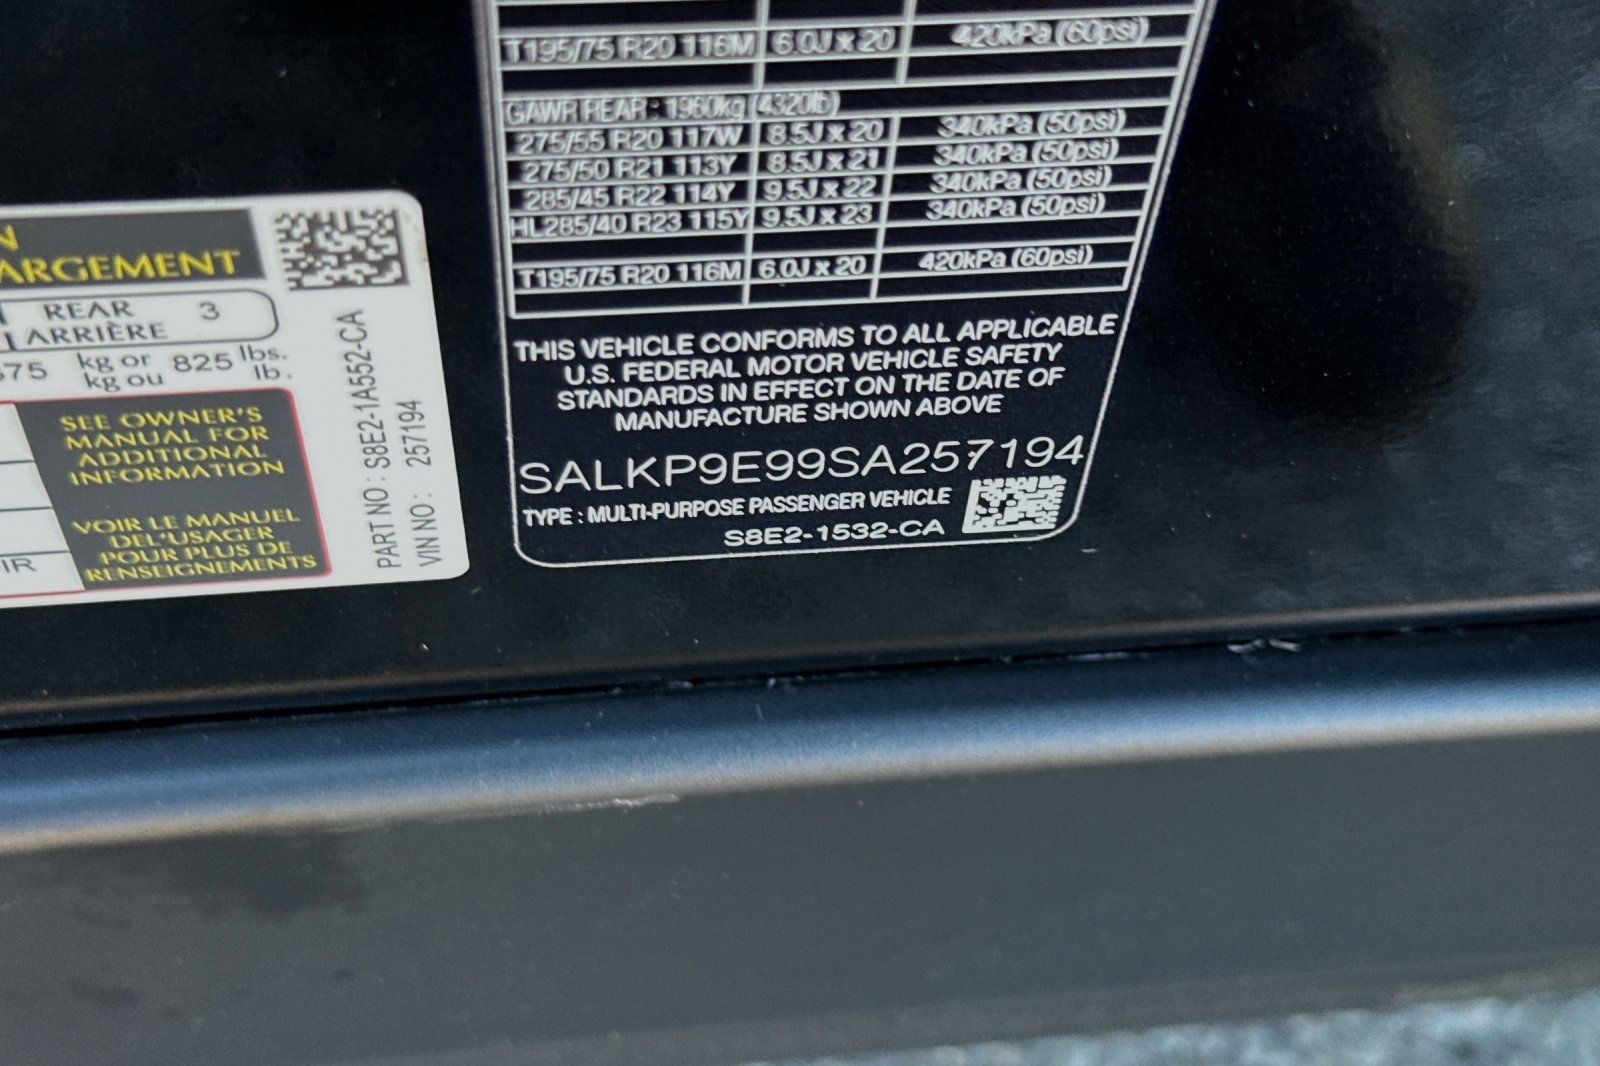 ARGEMENT
REAR 3
ARRIÈRE
kg or 825 lbs.
kg ou lb.
SEE OWNER'S
MANUAL FOR
ADDITIONAL
INFORMATION
VOIR LE MANUEL
DEL'USAGER
POUR PLUS DE
RENSEIGNEMENTS
PART NO : S8E2-1A552-CA
VIN NO : 257194
T195/75 R20 116M 6.0J x 20 420kPa (60psi)
GAWR REAR : 1960kg (4320lb)
275/55 R20 117W 8.5J x 20 340kPa (50psi)
275/50 R21 113Y 8.5J x 21 340kPa (50psi)
285/45 R22 114Y 9.5J x 22 340kPa (50psi)
HL285/40 R23 115Y 9.5J x 23 340kPa (50psi)
T195/75 R20 116M 6.0J x 20 420kPa (60psi)
THIS VEHICLE CONFORMS TO ALL APPLICABLE
U.S. FEDERAL MOTOR VEHICLE SAFETY
STANDARDS IN EFFECT ON THE DATE OF
MANUFACTURE SHOWN ABOVE
SALKP9E99SA257194
TYPE : MULTI-PURPOSE PASSENGER VEHICLE
S8E2-1532-CA